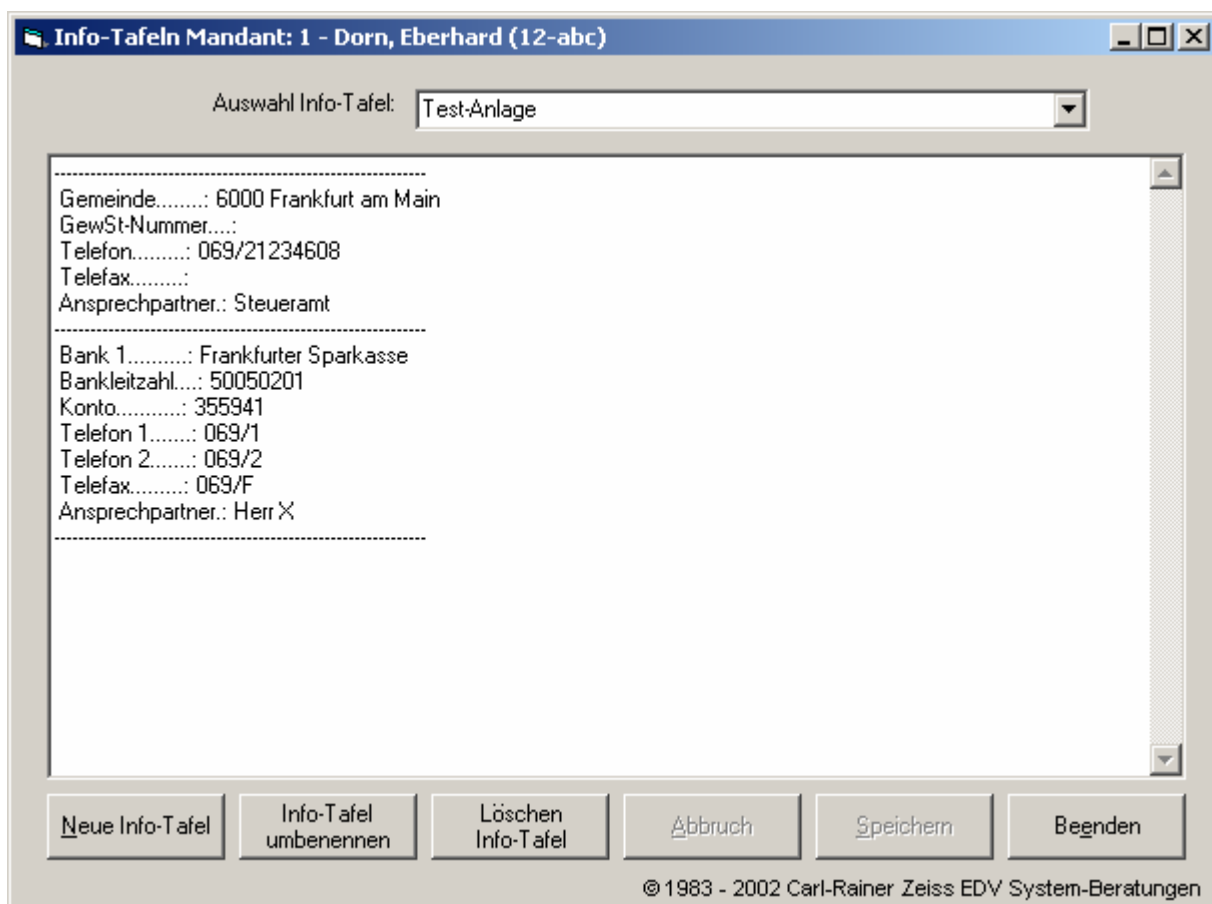 Info-Tafeln Mandant: 1 - Dorn, Eberhard (12-abc)
Auswahl Info-Tafel: Test-Anlage
--------------------------------------------------------------
Gemeinde........: 6000 Frankfurt am Main
GewSt-Nummer....:
Telefon.........: 069/21234608
Telefax.........:
Ansprechpartner.: Steueramt
--------------------------------------------------------------
Bank 1..........: Frankfurter Sparkasse
Bankleitzahl....: 50050201
Konto...........: 355941
Telefon 1.......: 069/1
Telefon 2.......: 069/2
Telefax.........: 069/F
Ansprechpartner.: Herr X
--------------------------------------------------------------
Neue Info-Tafel
Info-Tafel
umbenennen
Löschen
Info-Tafel
Abbruch
Speichern
Beenden
© 1983 - 2002 Carl-Rainer Zeiss EDV System-Beratungen